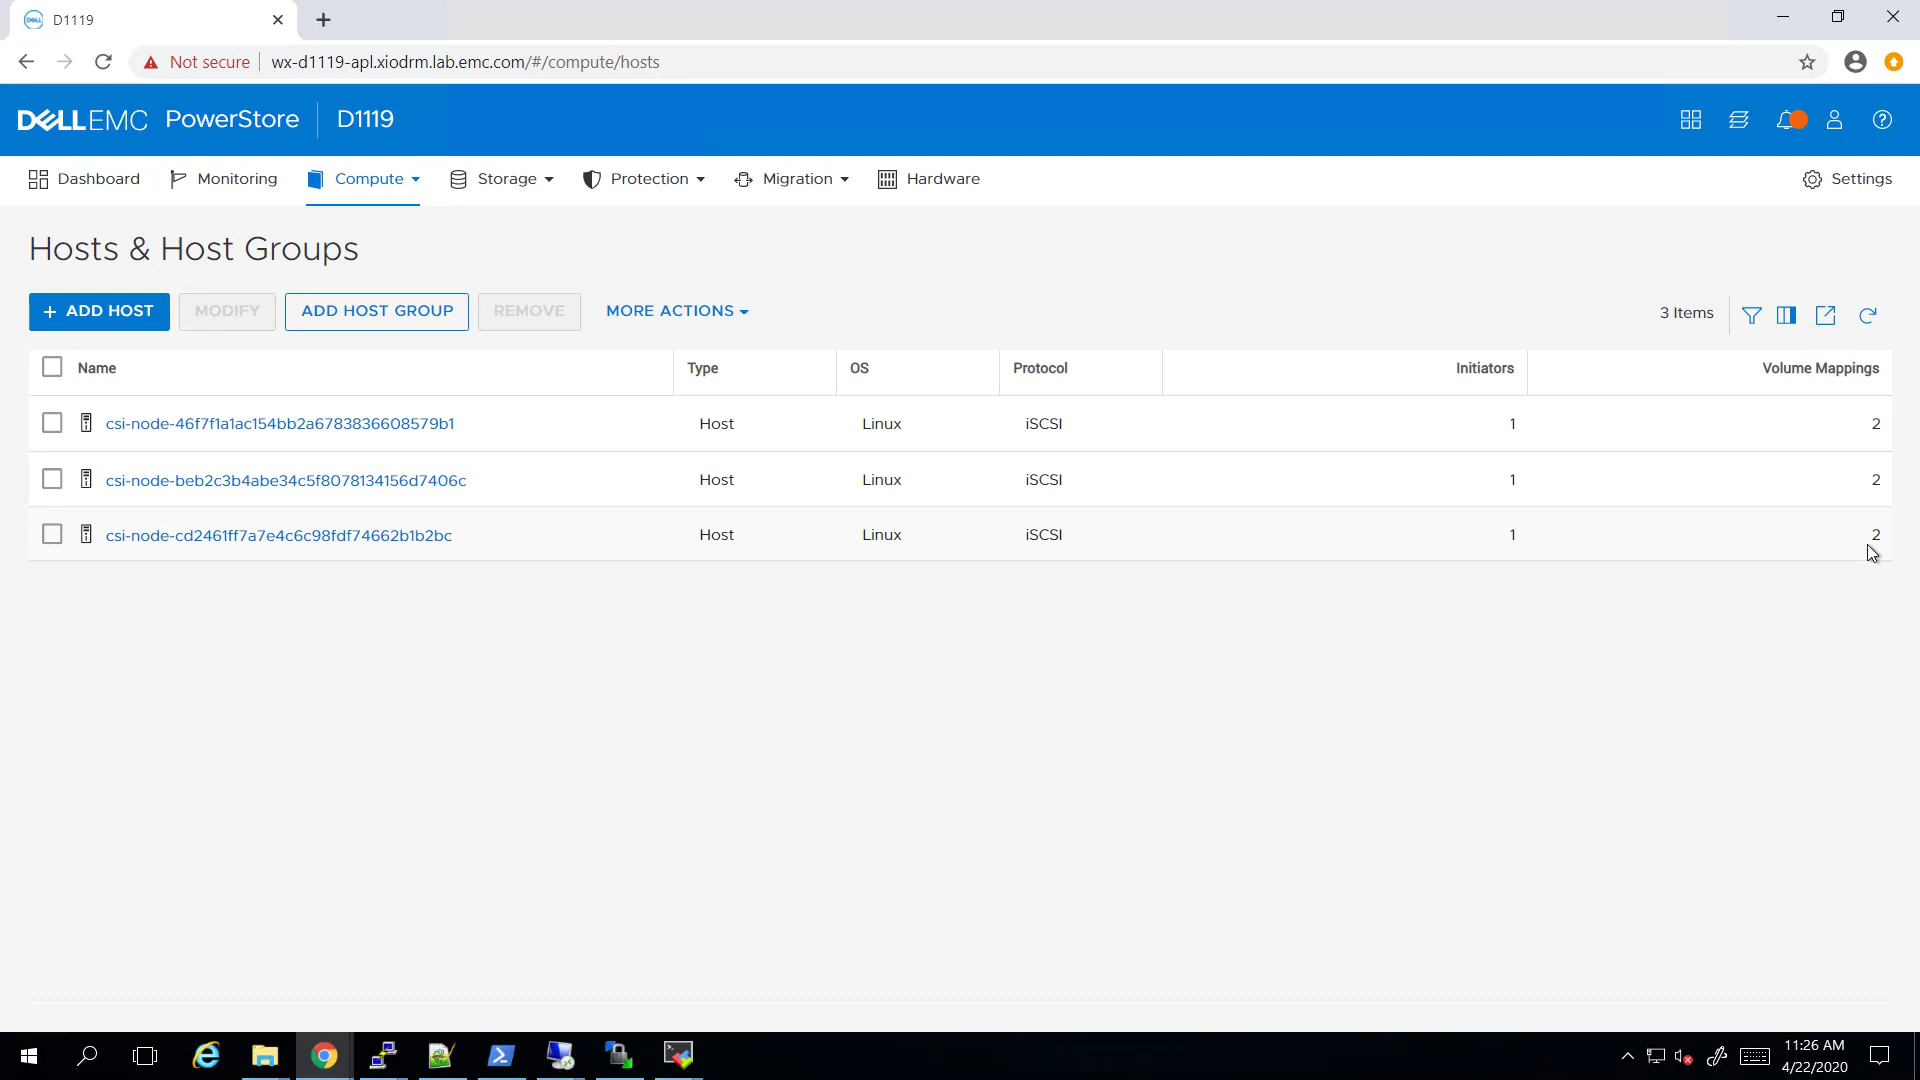 D1119
Not secure wx-d1119-apl.xiodrm.lab.emc.com/#/compute/hosts
DELLEMC PowerStore D1119
Dashboard Monitoring Compute Storage Protection Migration Hardware Settings
Hosts & Host Groups
+ ADD HOST MODIFY ADD HOST GROUP REMOVE MORE ACTIONS 3 Items
Name Type OS Protocol Initiators Volume Mappings
csi-node-46f7f1a1ac154bb2a6783836608579b1 Host Linux iSCSI 1 2
csi-node-beb2c3b4abe34c5f8078134156d7406c Host Linux iSCSI 1 2
csi-node-cd2461ff7a7e4c6c98fdf74662b1b2bc Host Linux iSCSI 1 2
11:26 AM
4/22/2020